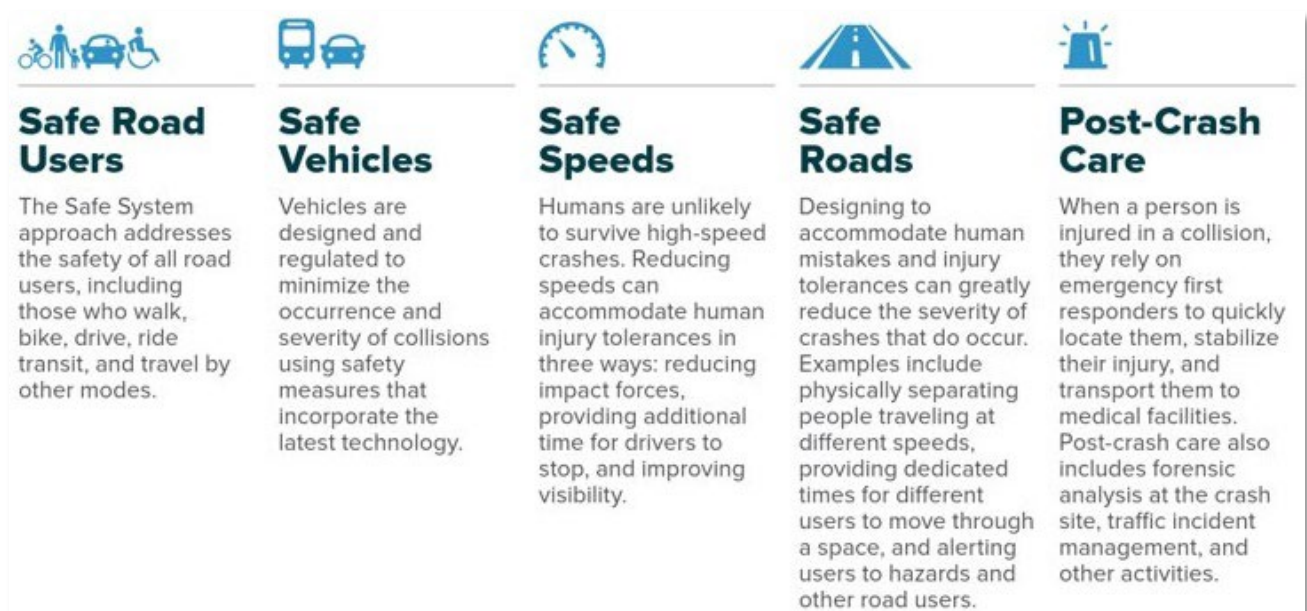 Safe Road
Users
The Safe System
approach addresses
the safety of all road
users, including
those who walk,
bike, drive, ride
transit, and travel by
other modes.
Safe
Vehicles
Vehicles are
designed and
regulated to
minimize the
occurrence and
severity of collisions
using safety
measures that
incorporate the
latest technology.
Safe
Speeds
Humans are unlikely
to survive high-speed
crashes. Reducing
speeds can
accommodate human
injury tolerances in
three ways: reducing
impact forces,
providing additional
time for drivers to
stop, and improving
visibility.
Safe
Roads
Designing to
accommodate human
mistakes and injury
tolerances can greatly
reduce the severity of
crashes that do occur.
Examples include
physically separating
people traveling at
different speeds,
providing dedicated
times for different
users to move through
a space, and alerting
users to hazards and
other road users.
Post-Crash
Care
When a person is
injured in a collision,
they rely on
emergency first
responders to quickly
locate them, stabilize
their injury, and
transport them to
medical facilities.
Post-crash care also
includes forensic
analysis at the crash
site, traffic incident
management, and
other activities.